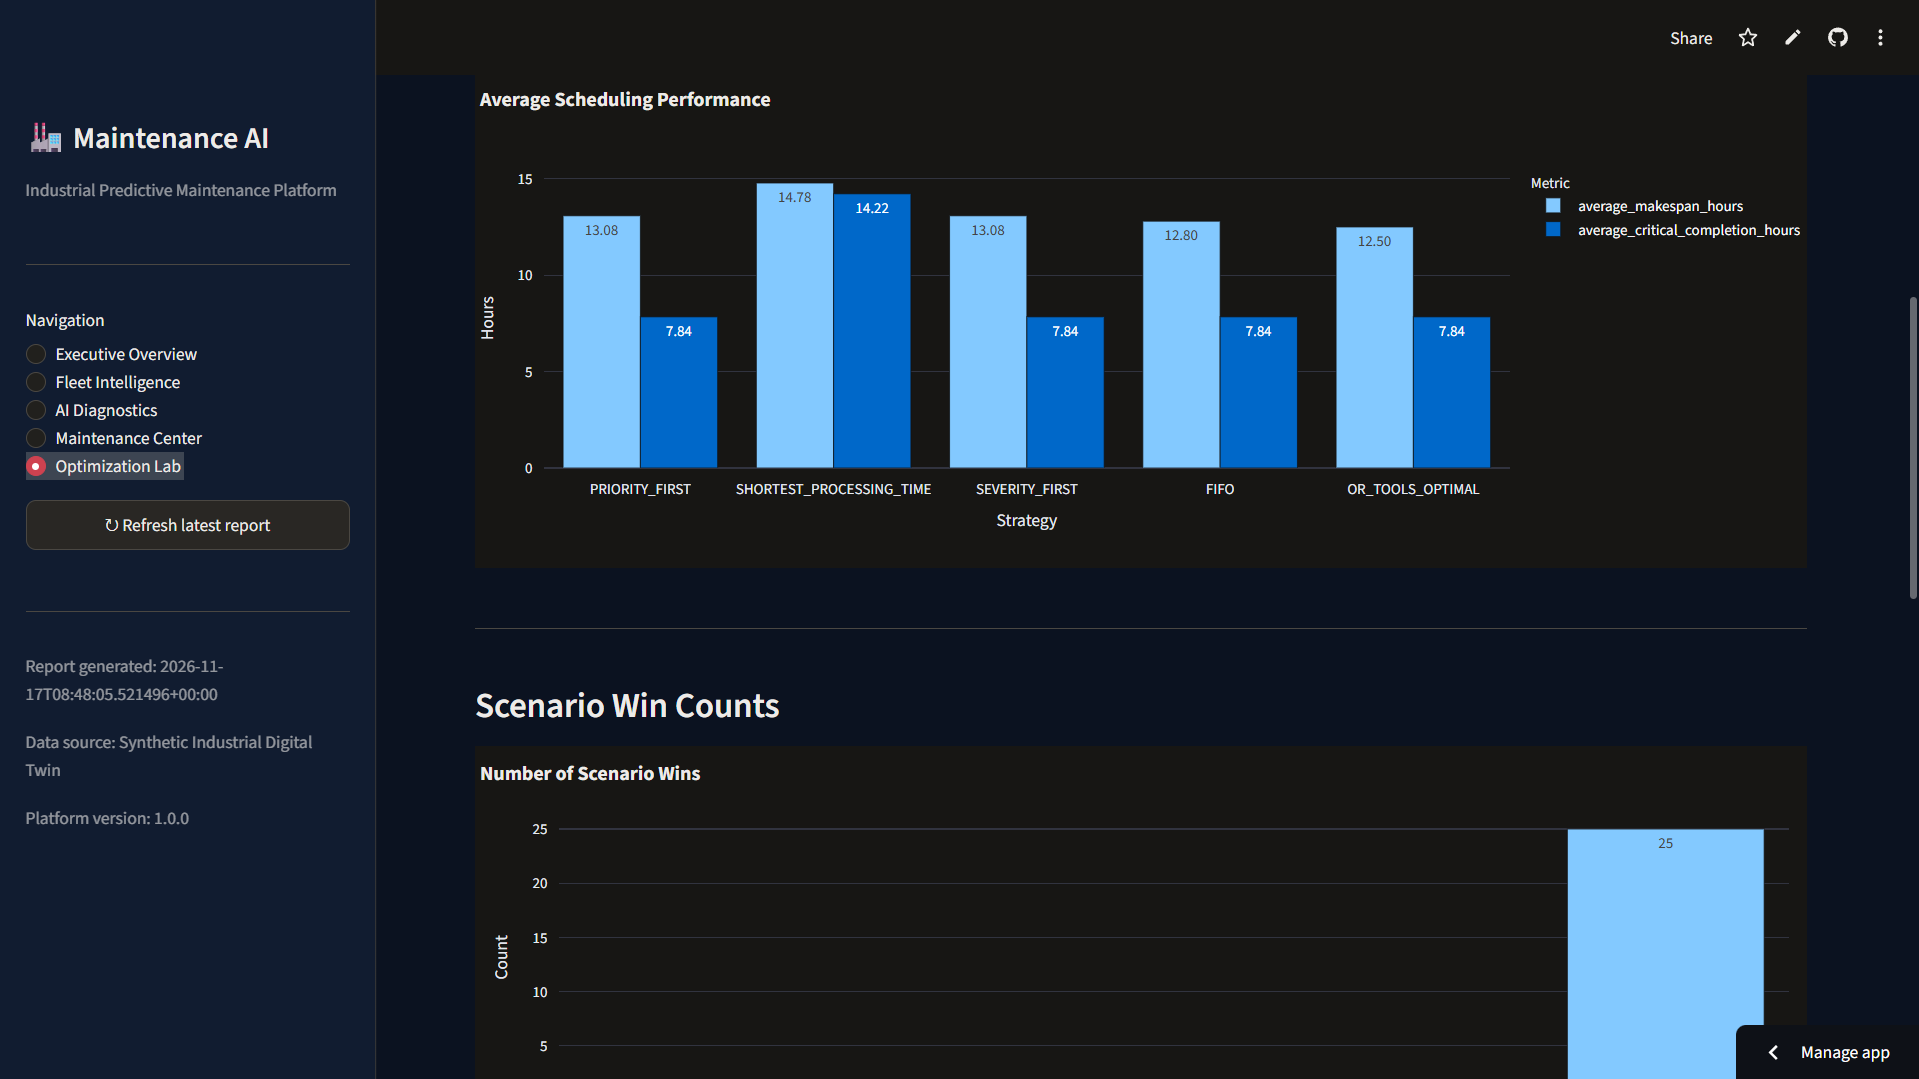 Share
Maintenance AI
Industrial Predictive Maintenance Platform
Navigation
Executive Overview
Fleet Intelligence
AI Diagnostics
Maintenance Center
Optimization Lab
↻ Refresh latest report
Report generated: 2026-11-
17T08:48:05.521496+00:00
Data source: Synthetic Industrial Digital
Twin
Platform version: 1.0.0
Average Scheduling Performance
Hours
15
10
5
0
13.08
7.84
14.78
14.22
13.08
7.84
12.80
7.84
12.50
7.84
PRIORITY_FIRST
SHORTEST_PROCESSING_TIME
SEVERITY_FIRST
FIFO
OR_TOOLS_OPTIMAL
Strategy
Metric
average_makespan_hours
average_critical_completion_hours
Scenario Win Counts
Number of Scenario Wins
Count
25
20
15
10
5
25
Manage app